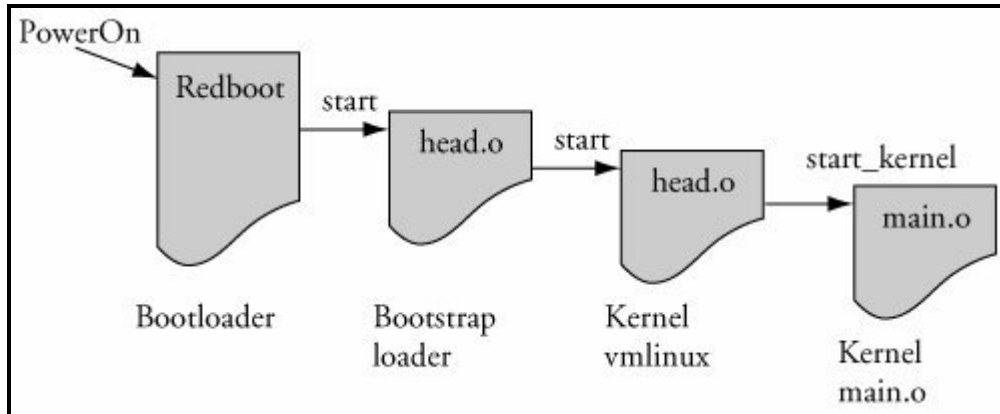 PowerOn
Redboot
start
head.o
start
head.o
start_kernel
main.o
Bootloader
Bootstrap
loader
Kernel
vmlinux
Kernel
main.o